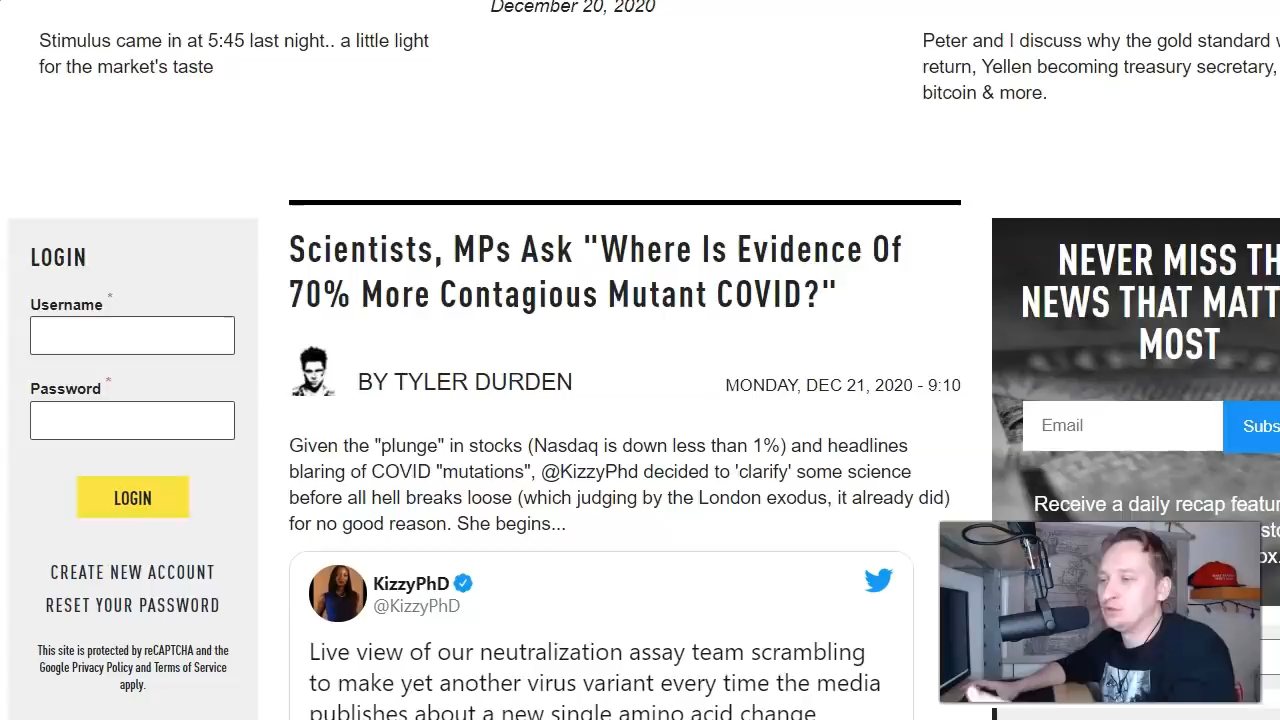 December 20, 2020
Stimulus came in at 5:45 last night.. a little light
for the market's taste
Peter and I discuss why the gold standard
return, Yellen becoming treasury secretary,
bitcoin & more.
LOGIN
Username *
Password *
LOGIN
CREATE NEW ACCOUNT
RESET YOUR PASSWORD
This site is protected by reCAPTCHA and the
Google Privacy Policy and Terms of Service
apply.
Scientists, MPs Ask "Where Is Evidence Of
70% More Contagious Mutant COVID?"
BY TYLER DURDEN
MONDAY, DEC 21, 2020 - 9:10
Given the "plunge" in stocks (Nasdaq is down less than 1%) and headlines
blaring of COVID "mutations", @KizzyPhd decided to 'clarify' some science
before all hell breaks loose (which judging by the London exodus, it already did)
for no good reason. She begins...
KizzyPhD
@KizzyPhD
Live view of our neutralization assay team scrambling
to make yet another virus variant every time the media
publishes about a new single amino acid change
NEVER MISS TH
NEWS THAT MATT
MOST
Email
Subs
Receive a daily recap featu